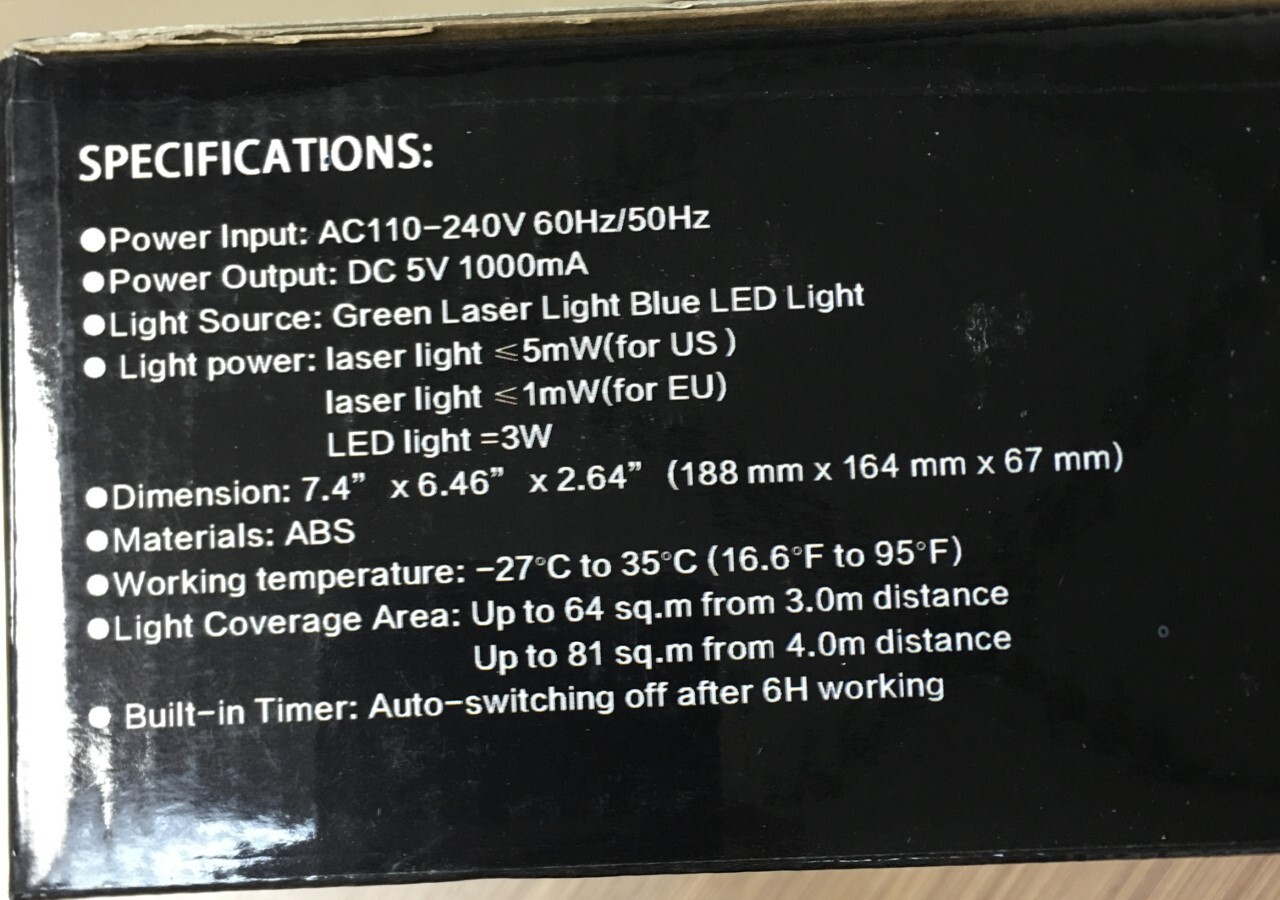 SPECIFICATIONS:
●Power Input: AC110-240V 60Hz/50Hz
●Power Output: DC 5V 1000mA
●Light Source: Green Laser Light Blue LED Light
● Light power: laser light ≤5mW(for US )
laser light ≤1mW(for EU)
LED light =3W
●Dimension: 7.4” x 6.46” x 2.64” (188 mm x 164 mm x 67 mm)
●Materials: ABS
●Working temperature: -27°C to 35°C (16.6°F to 95°F)
●Light Coverage Area: Up to 64 sq.m from 3.0m distance
Up to 81 sq.m from 4.0m distance
● Built-in Timer: Auto-switching off after 6H working